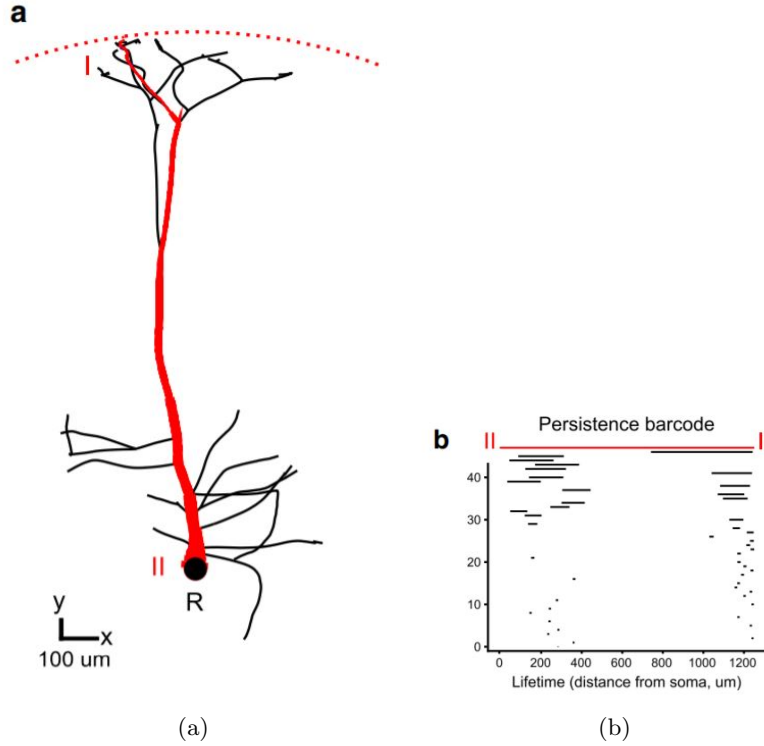 a
I
II
R
y
x
100 um
(a)
b
Persistence barcode
II
I
40
30
20
10
0
0 200 400 600 800 1000 1200
Lifetime (distance from soma, um)
(b)